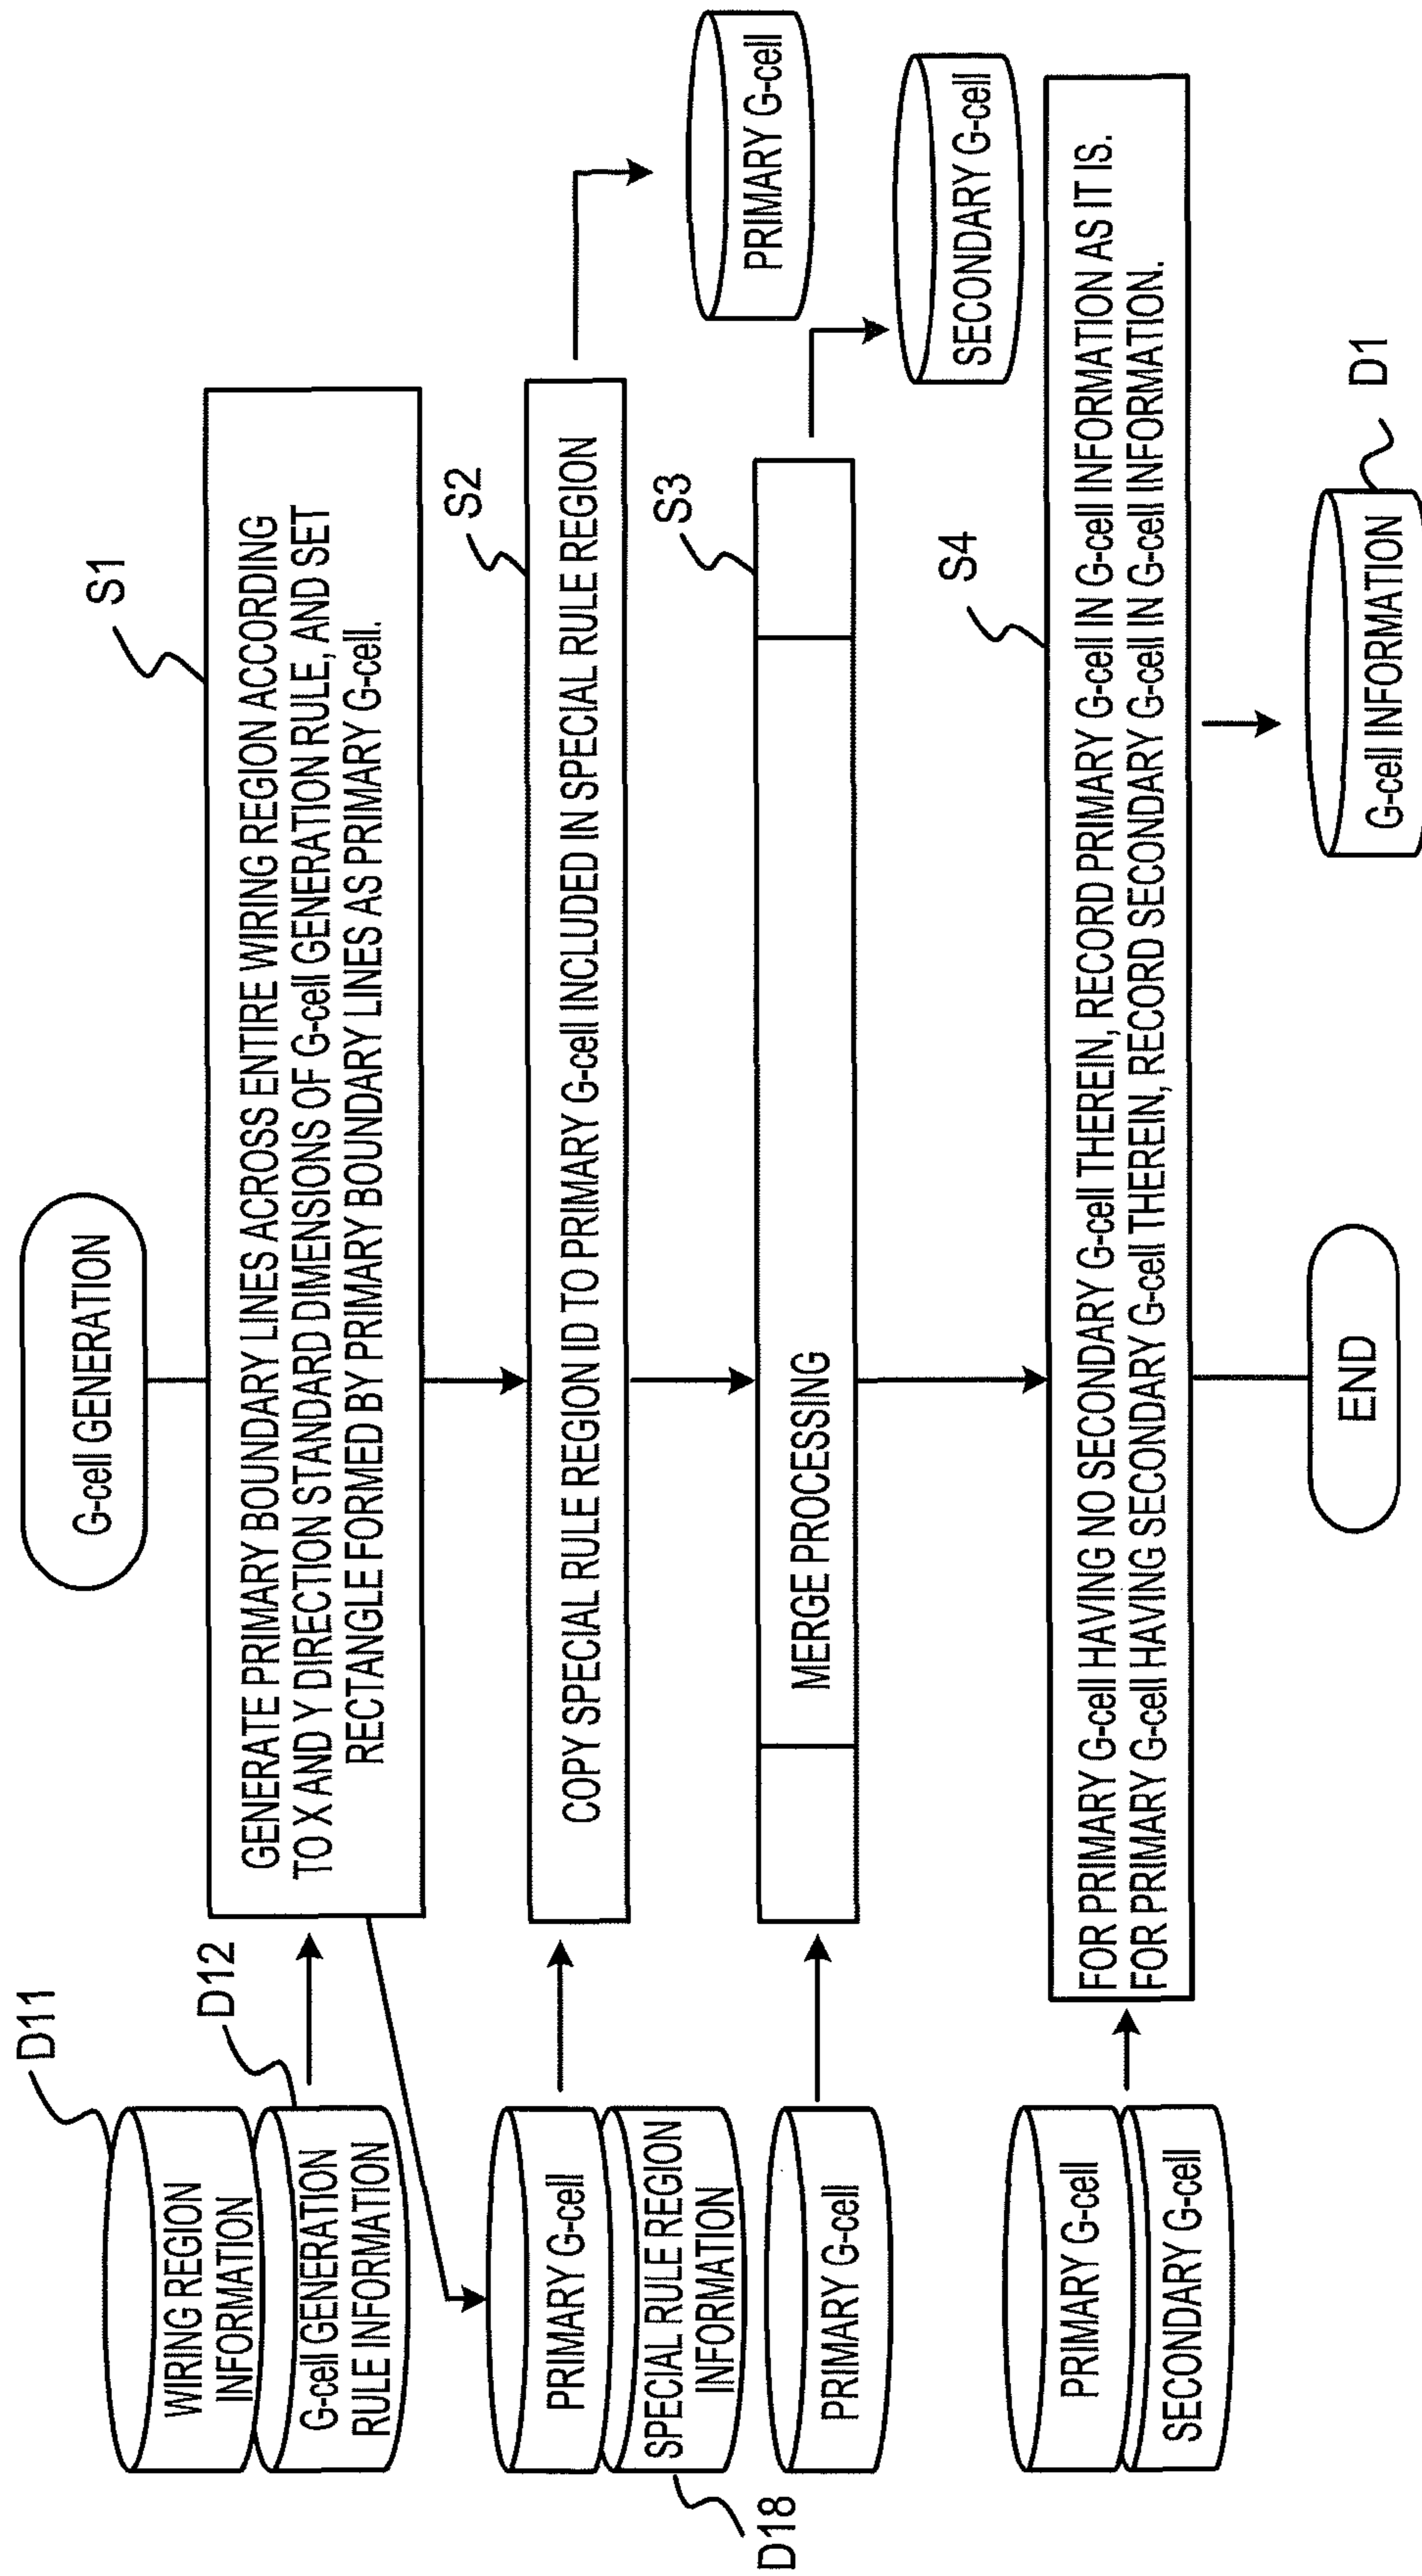 G-cell GENERATION
D11
WIRING REGION
INFORMATION
D12
G-cell GENERATION
RULE INFORMATION
S1
GENERATE PRIMARY BOUNDARY LINES ACROSS ENTIRE WIRING REGION ACCORDING
TO X AND Y DIRECTION STANDARD DIMENSIONS OF G-cell GENERATION RULE, AND SET
RECTANGLE FORMED BY PRIMARY BOUNDARY LINES AS PRIMARY G-cell.
PRIMARY G-cell
SPECIAL RULE REGION
INFORMATION
D18
S2
COPY SPECIAL RULE REGION ID TO PRIMARY G-cell INCLUDED IN SPECIAL RULE REGION
PRIMARY G-cell
PRIMARY G-cell
S3
MERGE PROCESSING
SECONDARY G-cell
PRIMARY G-cell
SECONDARY G-cell
S4
FOR PRIMARY G-cell HAVING NO SECONDARY G-cell THEREIN, RECORD PRIMARY G-cell IN G-cell INFORMATION AS IT IS.
FOR PRIMARY G-cell HAVING SECONDARY G-cell THEREIN, RECORD SECONDARY G-cell IN G-cell INFORMATION.
END
G-cell INFORMATION
D1